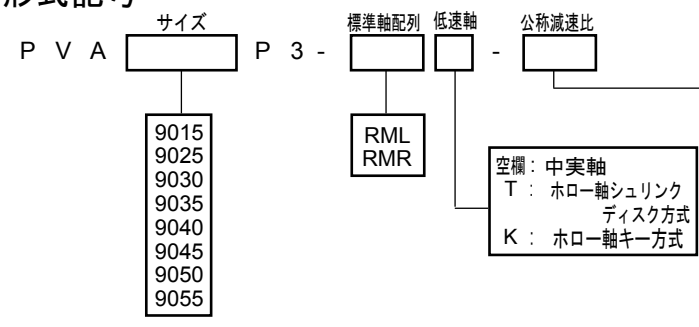 形式記号
サイズ 標準軸配列 低速軸 公称減速比
P V A P 3 - -
9015
9025
9030
9035
9040
9045
9050
9055
RML
RMR
空欄：中実軸
T： ホロー軸シュリンク
ディスク方式
K： ホロー軸キー方式